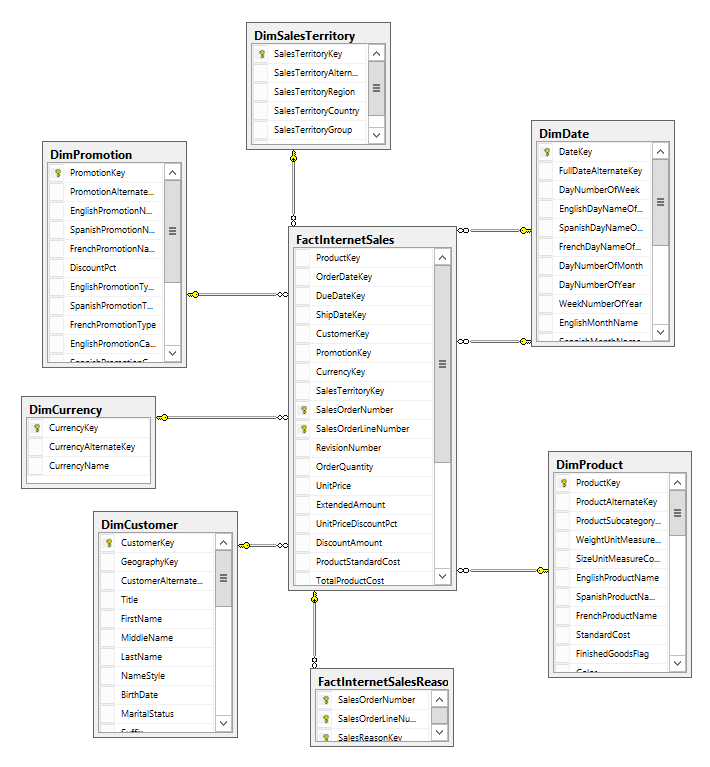 DimSalesTerritory
SalesTerritoryKey
SalesTerritoryAltern...
SalesTerritoryRegion
SalesTerritoryCountry
SalesTerritoryGroup
DimDate
DateKey
FullDateAlternateKey
DayNumberOfWeek
EnglishDayNameOf...
SpanishDayNameO...
FrenchDayNameOf...
DayNumberOfMonth
DayNumberOfYear
WeekNumberOfYear
EnglishMonthName
SpanishMonthName
DimPromotion
PromotionKey
PromotionAlternate...
EnglishPromotionN...
SpanishPromotionN...
FrenchPromotionNa...
DiscountPct
EnglishPromotionTy...
SpanishPromotionT...
FrenchPromotionType
EnglishPromotionCa...
SpanishPromotionC...
FactInternetSales
ProductKey
OrderDateKey
DueDateKey
ShipDateKey
CustomerKey
PromotionKey
CurrencyKey
SalesTerritoryKey
SalesOrderNumber
SalesOrderLineNumber
RevisionNumber
OrderQuantity
UnitPrice
ExtendedAmount
UnitPriceDiscountPct
DiscountAmount
ProductStandardCost
TotalProductCost
DimCurrency
CurrencyKey
CurrencyAlternateKey
CurrencyName
DimProduct
ProductKey
ProductAlternateKey
ProductSubcategory...
WeightUnitMeasure...
SizeUnitMeasureCo...
EnglishProductName
SpanishProductNa...
FrenchProductName
StandardCost
FinishedGoodsFlag
Color
DimCustomer
CustomerKey
GeographyKey
CustomerAlternate...
Title
FirstName
MiddleName
LastName
NameStyle
BirthDate
MaritalStatus
Suffix
FactInternetSalesReaso
SalesOrderNumber
SalesOrderLineNu...
SalesReasonKey